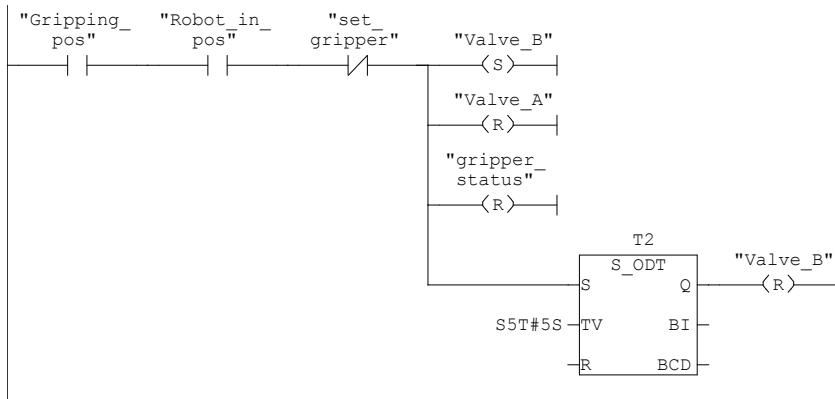 "Gripping_
pos"
"Robot_in_
pos"
"set_
gripper"
"Valve_B"
S
"Valve_A"
R
"gripper_
status"
R
T2
S_ODT
"Valve_B"
S
Q
R
S5T#5S
TV
BI
R
BCD